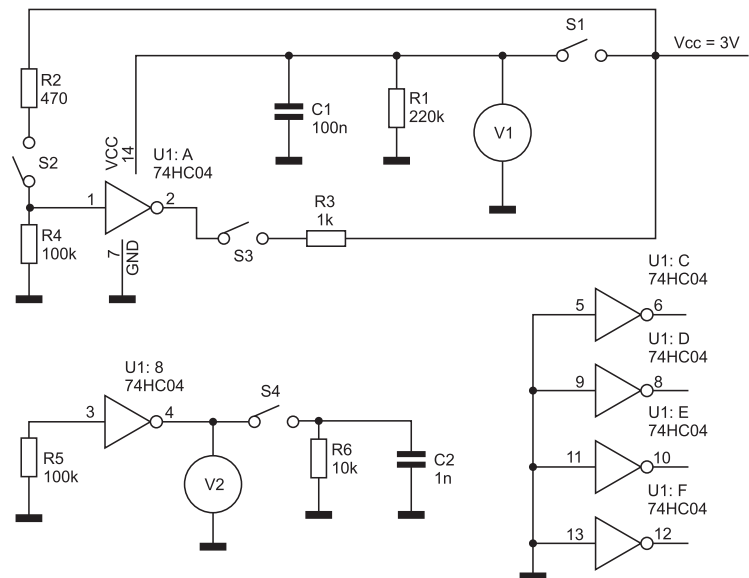 S1
Vcc = 3V
R2
470
C1
100n
R1
220k
V1
S2
VCC
14
U1: A
74HC04
1
2
R3
1k
R4
100k
7
GND
S3
U1: C
74HC04
5
6
U1: D
74HC04
9
8
U1: E
74HC04
11
10
U1: F
74HC04
13
12
U1: 8
74HC04
3
4
S4
R5
100k
V2
R6
10k
C2
1n